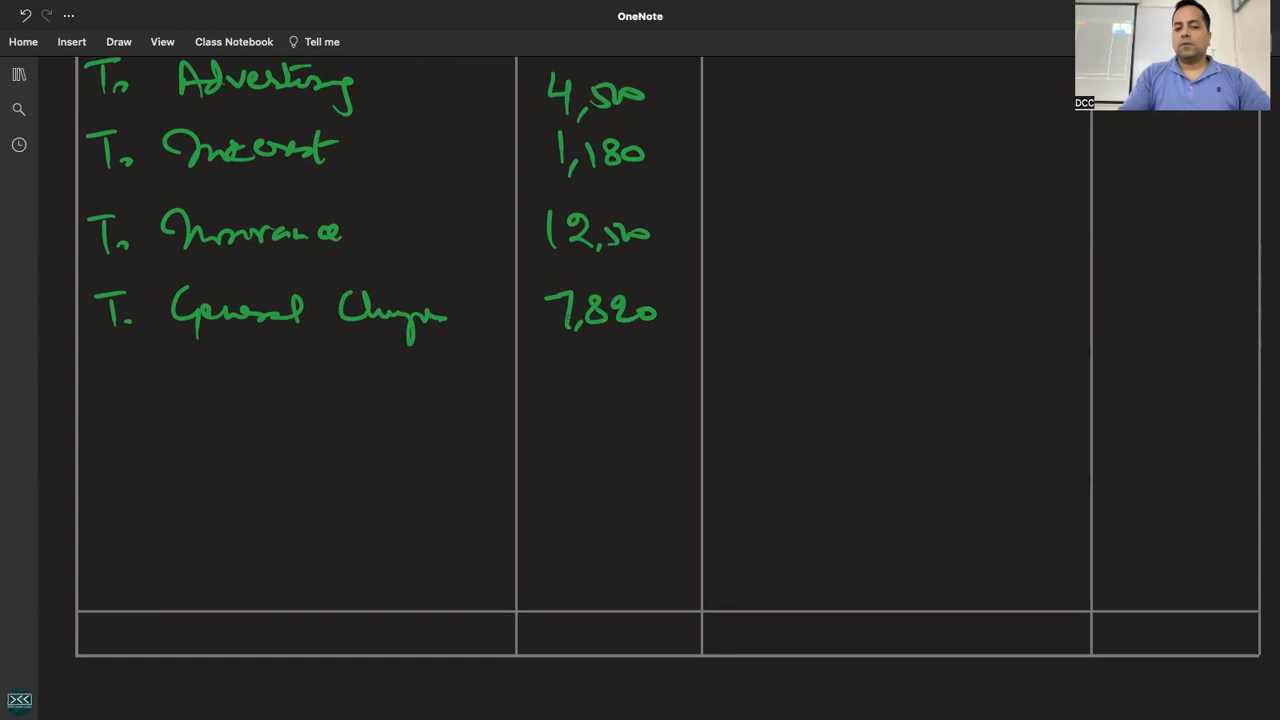 OneNote
Home Insert Draw View Class Notebook Tell me
To Advertising 4,500
To Interest 1,180
To Insurance 12,500
To General Charges 7,820
DCC